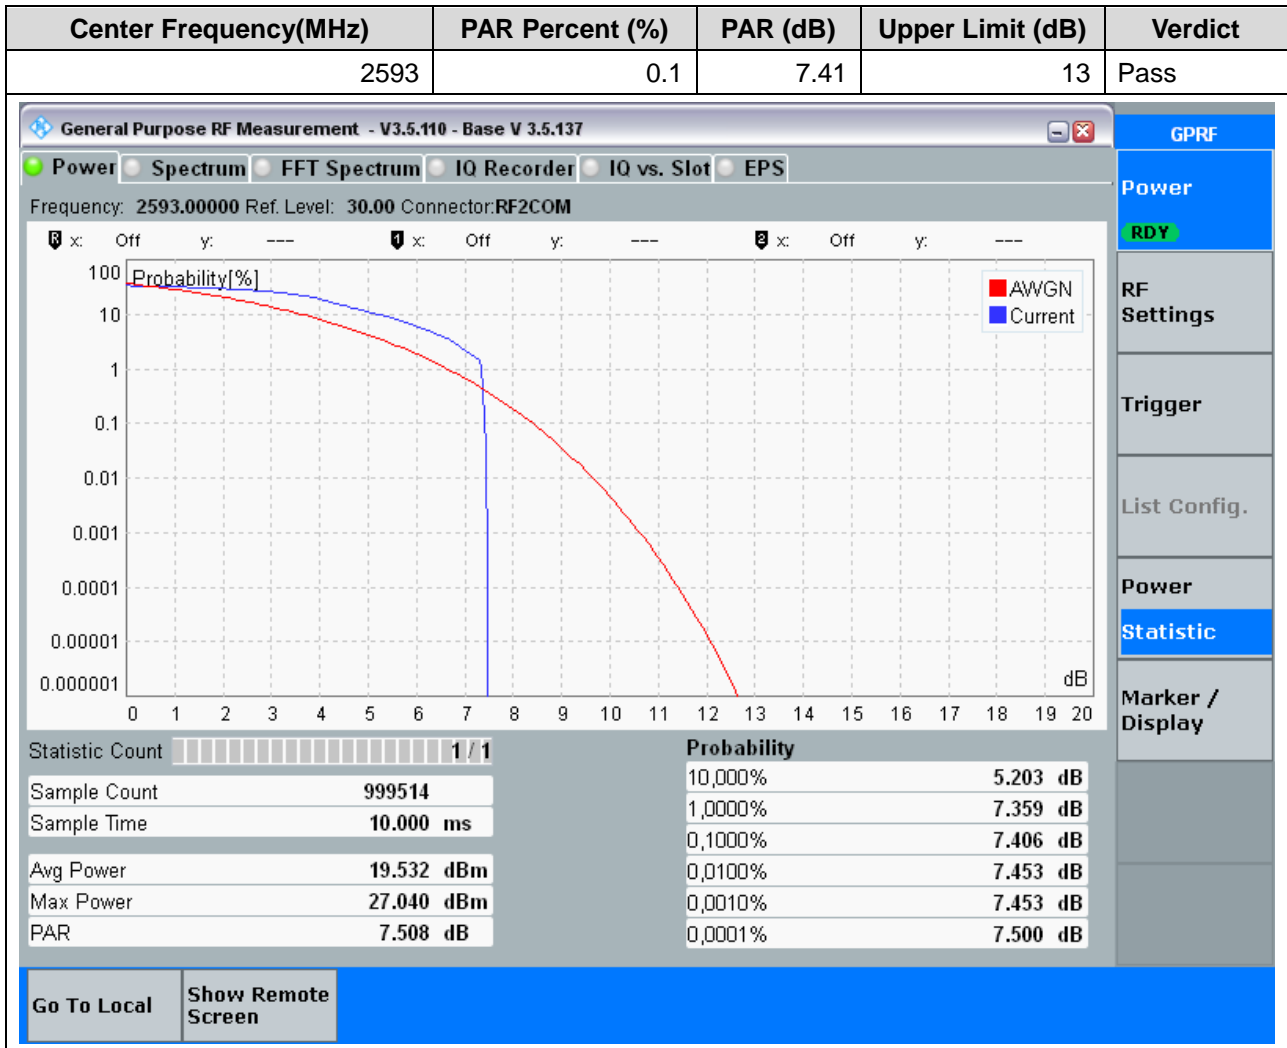 Center Frequency(MHz) PAR Percent (%) PAR (dB) Upper Limit (dB) Verdict
2593 0.1 7.41 13 Pass
General Purpose RF Measurement - V3.5.110 - Base V 3.5.137
GPRF
Power Spectrum FFT Spectrum IQ Recorder IQ vs. Slot EPS
Frequency: 2593.00000 Ref. Level: 30.00 Connector:RF2COM
R x: Off y: --- 1 x: Off y: --- 2 x: Off y: ---
Probability[%]
100
10
1
0.1
0.01
0.001
0.0001
0.00001
0.000001
AWGN
Current
dB
0 1 2 3 4 5 6 7 8 9 10 11 12 13 14 15 16 17 18 19 20
Statistic Count 1 / 1
Sample Count 999514
Sample Time 10.000 ms
Avg Power 19.532 dBm
Max Power 27.040 dBm
PAR 7.508 dB
Probability
10,000% 5.203 dB
1,0000% 7.359 dB
0,1000% 7.406 dB
0,0100% 7.453 dB
0,0010% 7.453 dB
0,0001% 7.500 dB
Power
RDY
RF
Settings
Trigger
List Config.
Power
Statistic
Marker /
Display
Go To Local
Show Remote
Screen